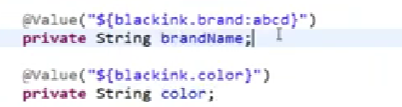 @Value("${blackink.brand:abcd}")
private String brandName;
@Value("${blackink.color}")
private String color;